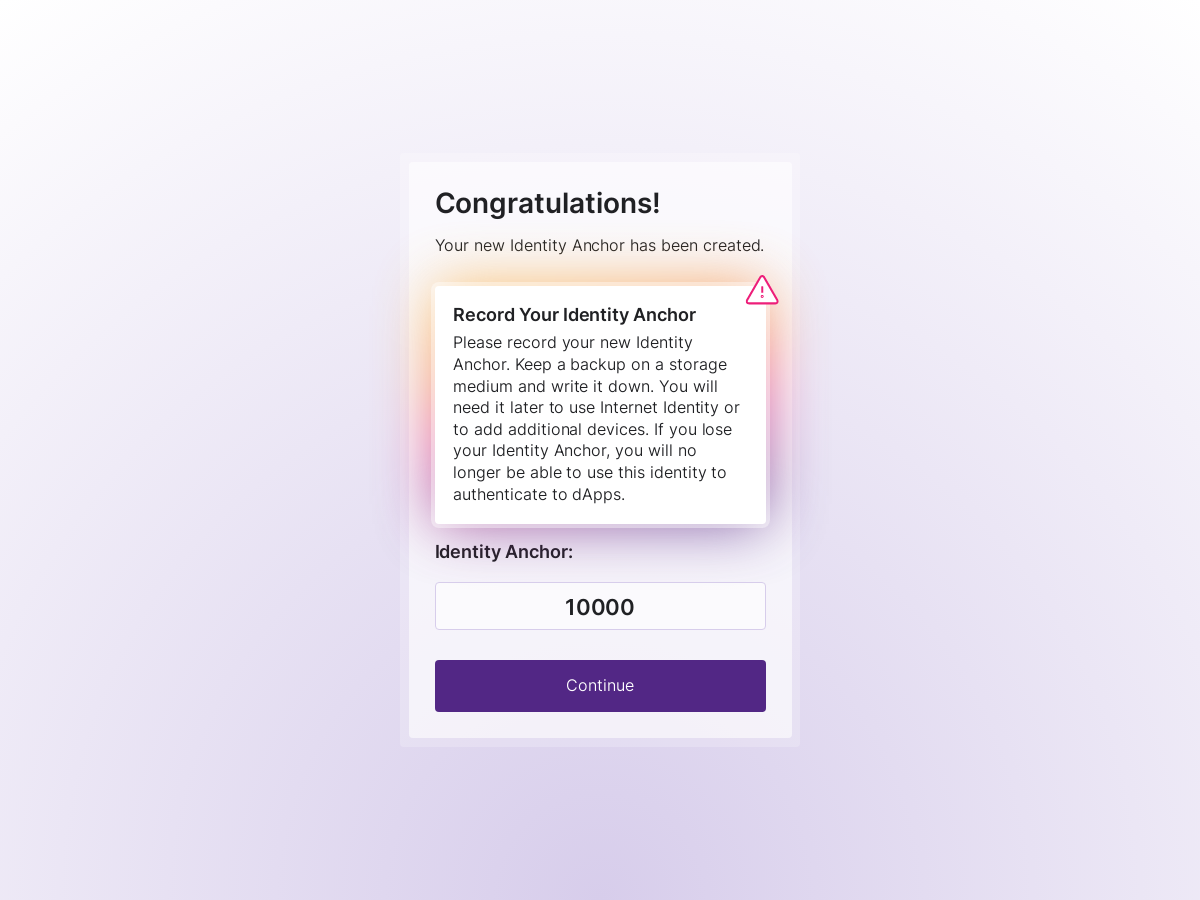 Congratulations!
Your new Identity Anchor has been created.
Record Your Identity Anchor
Please record your new Identity
Anchor. Keep a backup on a storage
medium and write it down. You will
need it later to use Internet Identity or
to add additional devices. If you lose
your Identity Anchor, you will no
longer be able to use this identity to
authenticate to dApps.
Identity Anchor:
10000
Continue